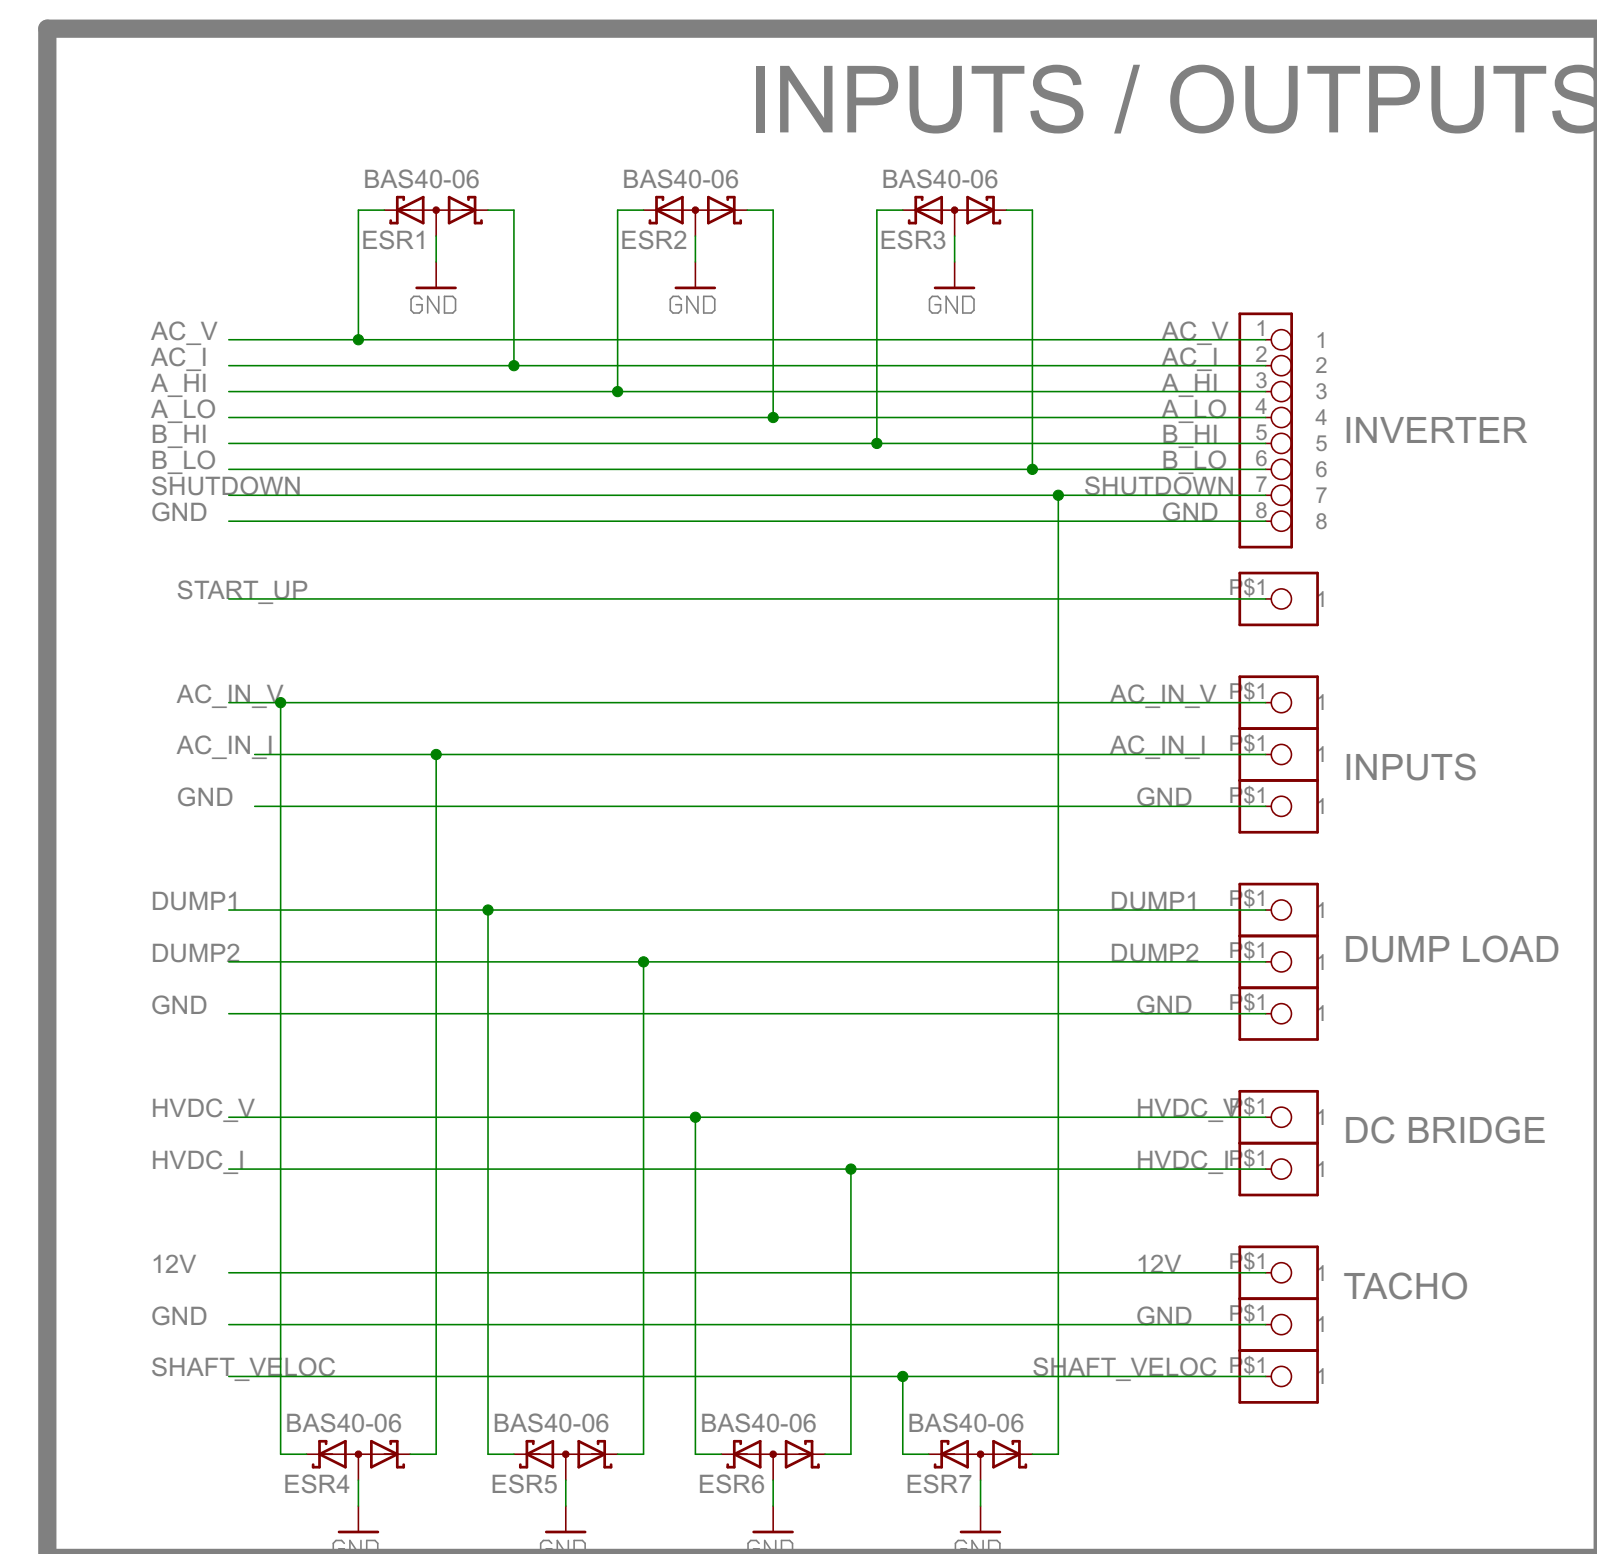 INPUTS / OUTPUTS
BAS40-06 BAS40-06 BAS40-06
ESR1 ESR2 ESR3
GND GND GND
AC_V AC_V 1 1
AC_I AC_I 2 2
A_HI A_HI 3 3
A_LO A_LO 4 4
B_HI B_HI 5 5
INVERTER
B_LO B_LO 6 6
SHUTDOWN SHUTDOWN 7 7
GND GND 8 8
START_UP P$1 1
AC_IN_V AC_IN_V P$1 1
AC_IN_I AC_IN_I P$1 1
INPUTS
GND GND P$1 1
DUMP1 DUMP1 P$1 1
DUMP2 DUMP2 P$1 1
DUMP LOAD
GND GND P$1 1
HVDC_V HVDC_V P$1 1
DC BRIDGE
HVDC_I HVDC_I P$1 1
12V 12V P$1 1
TACHO
GND GND P$1 1
SHAFT_VELOC SHAFT_VELOC P$1 1
BAS40-06 BAS40-06 BAS40-06 BAS40-06
ESR4 ESR5 ESR6 ESR7
GND GND GND GND